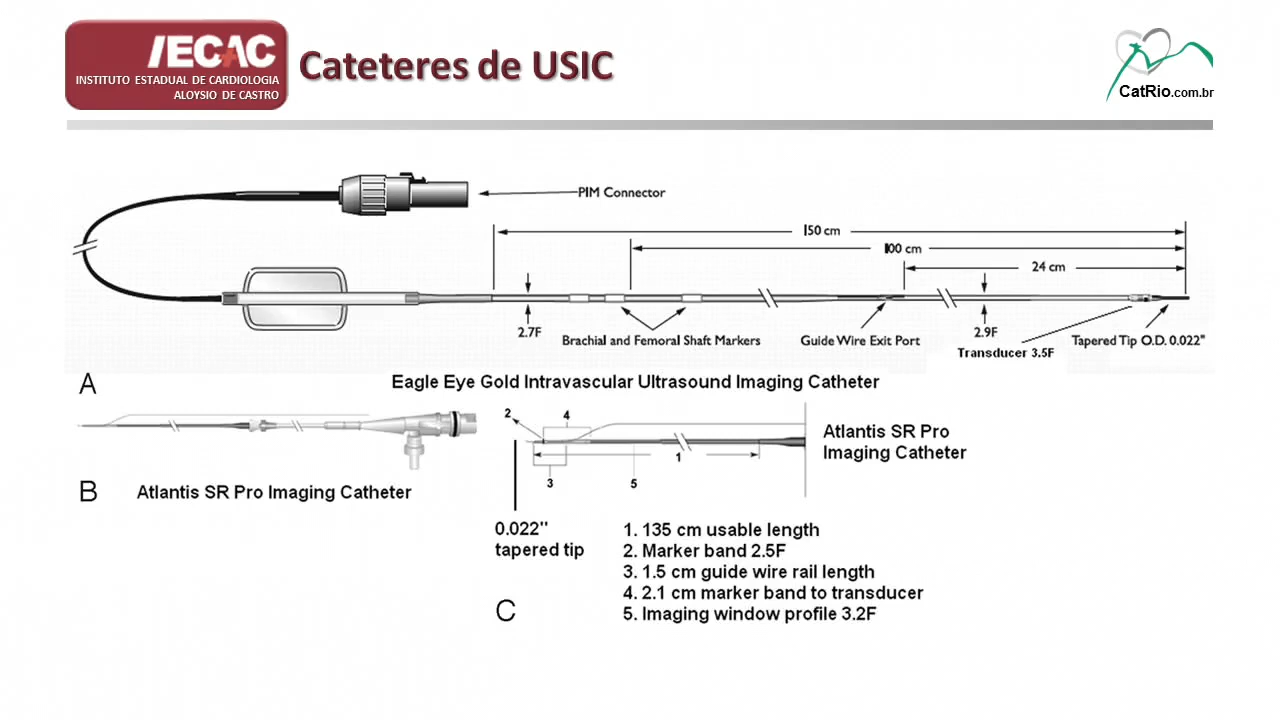 IECAC
INSTITUTO ESTADUAL DE CARDIOLOGIA
ALOYSIO DE CASTRO
Cateteres de USIC
CatRio.com.br
PIM Connector
150 cm
100 cm
24 cm
2.7F
Brachial and Femoral Shaft Markers
Guide Wire Exit Port
2.9F
Transducer 3.5F
Tapered Tip O.D. 0.022"
A
Eagle Eye Gold Intravascular Ultrasound Imaging Catheter
B
Atlantis SR Pro Imaging Catheter
2
4
1
3
5
Atlantis SR Pro
Imaging Catheter
0.022"
tapered tip
C
1. 135 cm usable length
2. Marker band 2.5F
3. 1.5 cm guide wire rail length
4. 2.1 cm marker band to transducer
5. Imaging window profile 3.2F